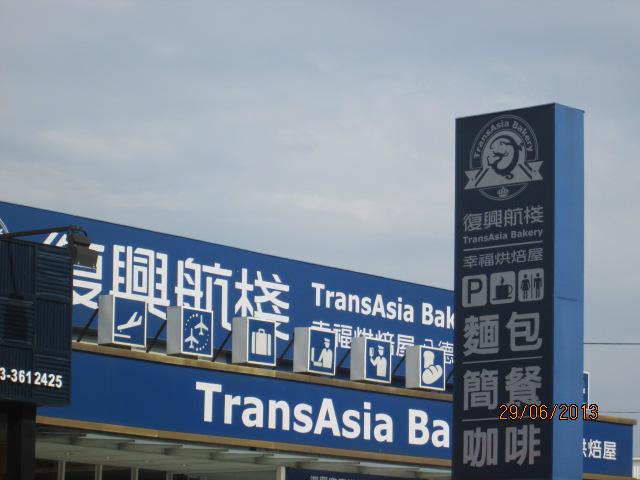 TransAsia Bakery
復興航棧
TransAsia Bakery
幸福烘焙屋
P
麵包
簡餐
咖啡
復興航棧
TransAsia Bak
幸福烘焙屋 八德
3-3612425
TransAsia Ba
烘焙屋
29/06/2013